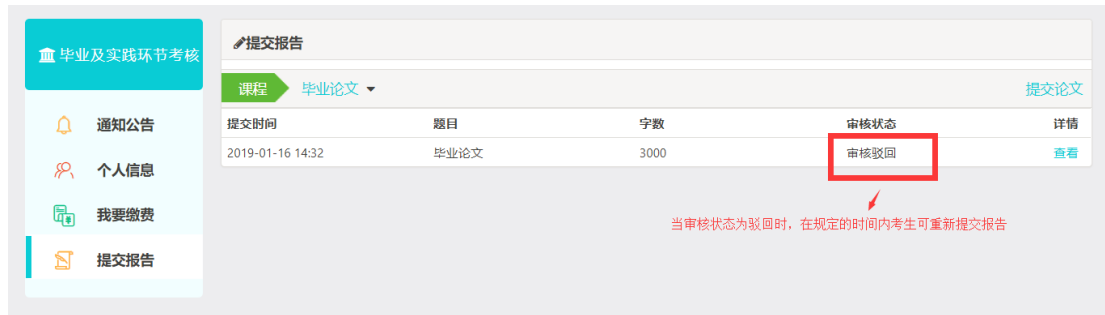 毕业及实践环节考核
通知公告
个人信息
我要缴费
提交报告
提交报告
课程 毕业论文 提交论文
提交时间 题目 字数 审核状态 详情
2019-01-16 14:32 毕业论文 3000 审核驳回 查看
当审核状态为驳回时，在规定的时间内考生可重新提交报告